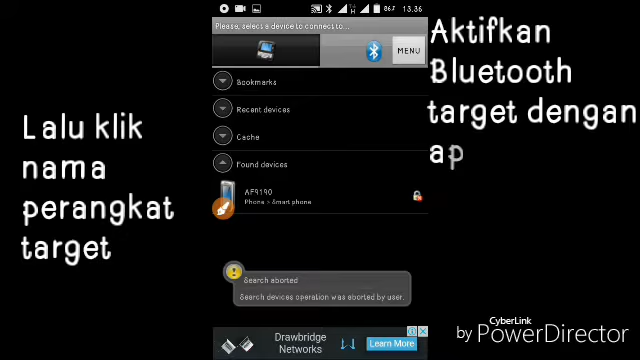 13.36
Please, select a device to connect to...
MENU
Bookmarks
Recent devices
Cache
Found devices
AF9190
Phone > Smart phone
Search aborted
Search devices operation was aborted by user.
Drawbridge
Networks
Learn More
Lalu klik
nama
perangkat
target
Aktifkan
Bluetooth
target dengan
ap
CyberLink
by PowerDirector